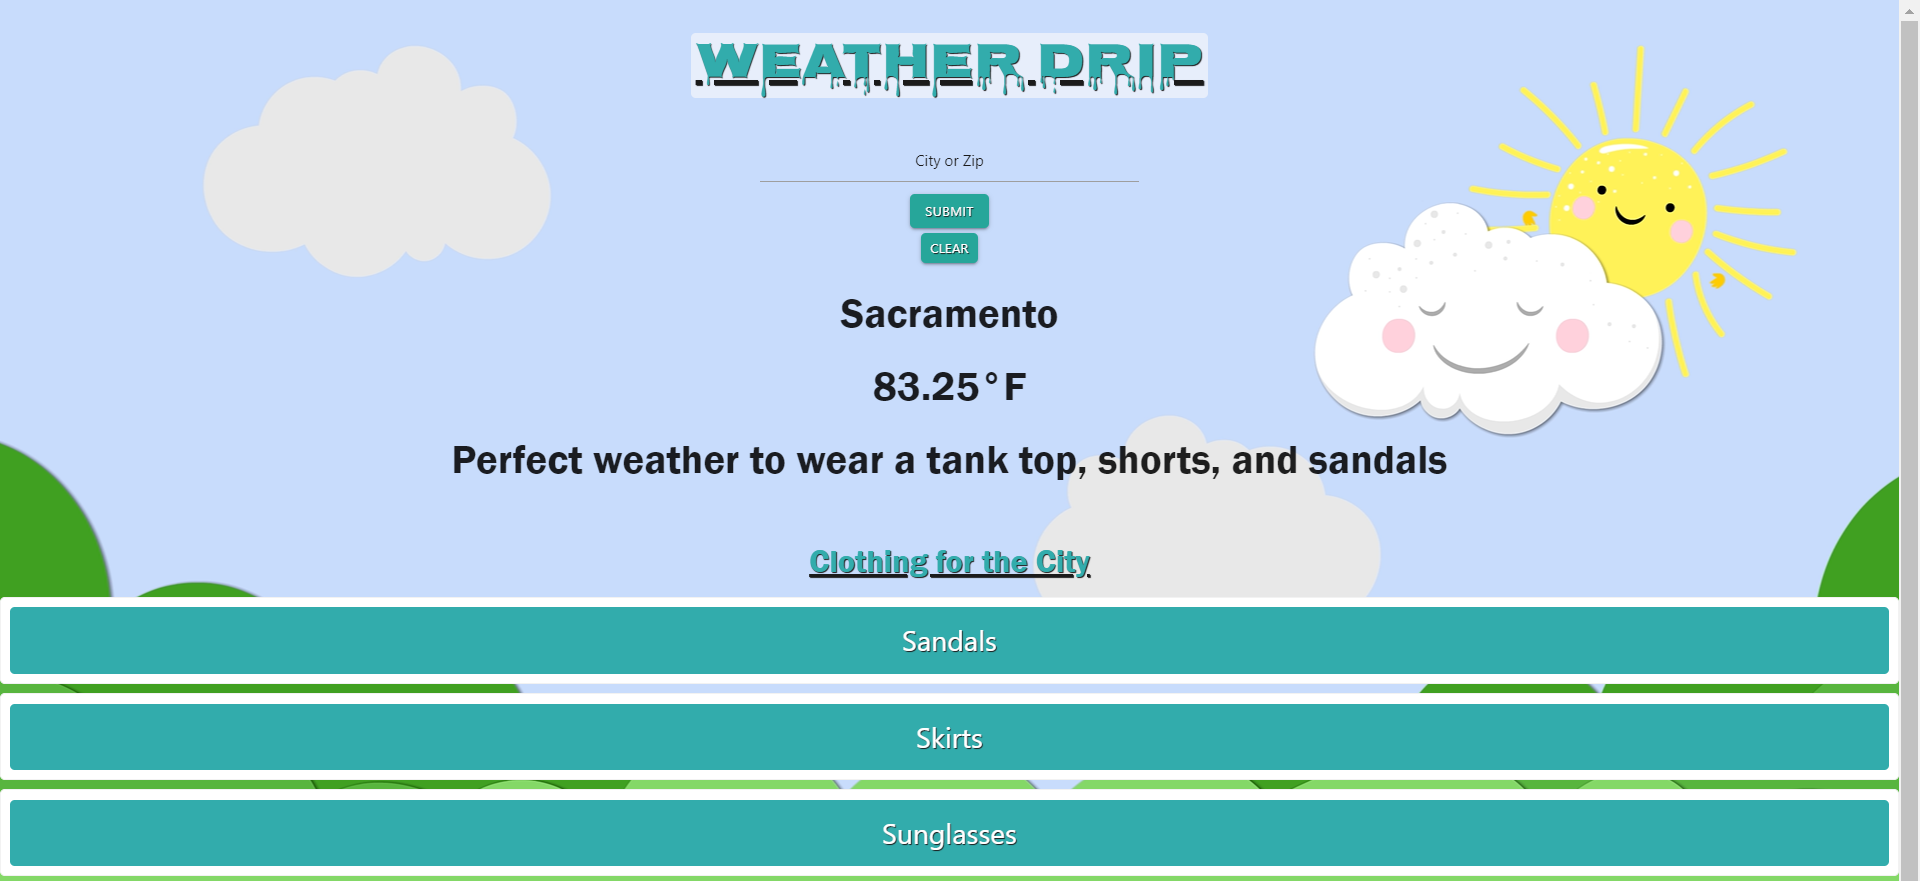 WEATHER DRIP
City or Zip
SUBMIT
CLEAR
Sacramento
83.25°F
Perfect weather to wear a tank top, shorts, and sandals
Clothing for the City
Sandals
Skirts
Sunglasses